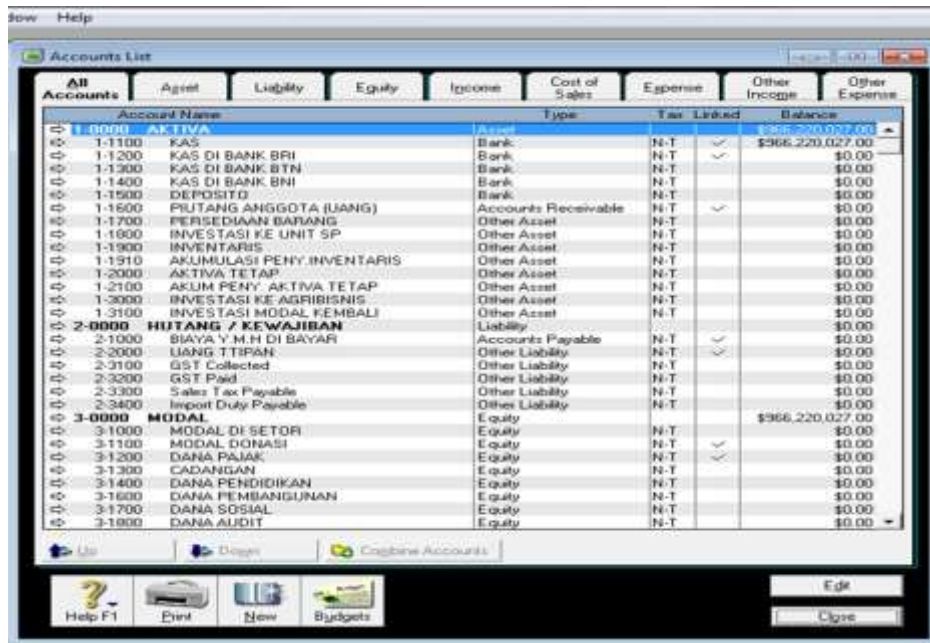 Help
Accounts List
All Accounts Asset Liability Equity Income Cost of Sales Expense Other Income Other Expense
Account Name Type Tax Linked Balance
1-0000 AKTIVA Asset $966,220,027.00
1-1100 KAS Bank N-T $966,220,027.00
1-1200 KAS DI BANK BRI Bank N-T $0.00
1-1300 KAS DI BANK BTN Bank N-T $0.00
1-1400 KAS DI BANK BNI Bank N-T $0.00
1-1500 DEPOSITO Bank N-T $0.00
1-1600 PIUTANG ANGGOTA (UANG) Accounts Receivable N-T $0.00
1-1700 PERSEDIAAN BARANG Other Asset N-T $0.00
1-1800 INVESTASI KE UNIT SP Other Asset N-T $0.00
1-1900 INVENTARIS Other Asset N-T $0.00
1-1910 AKUMULASI PENY.INVENTARIS Other Asset N-T $0.00
1-2000 AKTIVA TETAP Other Asset N-T $0.00
1-2100 AKUM PENY. AKTIVA TETAP Other Asset N-T $0.00
1-3000 INVESTASI KE AGRIBISNIS Other Asset N-T $0.00
1-3100 INVESTASI MODAL KEMBALI Other Asset N-T $0.00
2-0000 HUTANG / KEWAJIBAN Liability $0.00
2-1000 BIAYA Y.M.H DI BAYAR Accounts Payable N-T $0.00
2-2000 UANG TTIPAN Other Liability N-T $0.00
2-3100 GST Collected Other Liability N-T $0.00
2-3200 GST Paid Other Liability N-T $0.00
2-3300 Sales Tax Payable Other Liability N-T $0.00
2-3400 Import Duty Payable Other Liability N-T $0.00
3-0000 MODAL Equity $966,220,027.00
3-1000 MODAL DI SETOR Equity N-T $0.00
3-1100 MODAL DONASI Equity N-T $0.00
3-1200 DANA PAJAK Equity N-T $0.00
3-1300 CADANGAN Equity N-T $0.00
3-1400 DANA PENDIDIKAN Equity N-T $0.00
3-1600 DANA PEMBANGUNAN Equity N-T $0.00
3-1700 DANA SOSIAL Equity N-T $0.00
3-1800 DANA AUDIT Equity N-T $0.00
Up Down Combine Accounts
Help F1 Print New Budgets Edit
Close